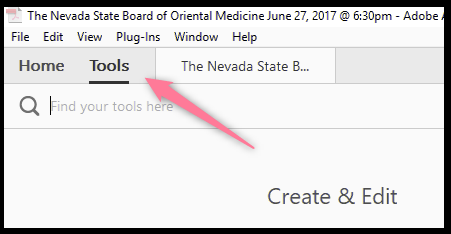 The Nevada State Board of Oriental Medicine June 27, 2017 @ 6:30pm - Adobe A
File Edit View Plug-Ins Window Help
Home Tools The Nevada State B...
Find your tools here
Create & Edit